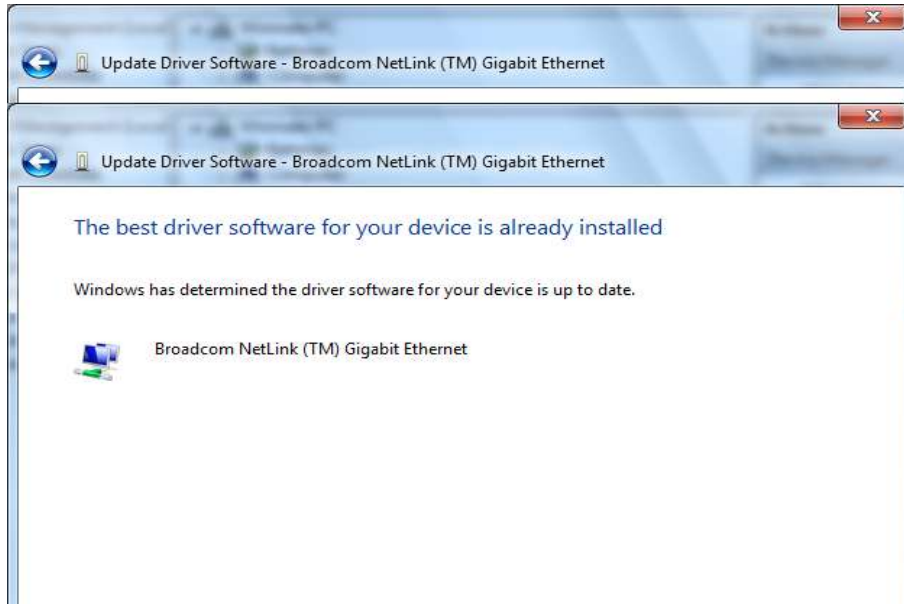 Update Driver Software - Broadcom NetLink (TM) Gigabit Ethernet
Update Driver Software - Broadcom NetLink (TM) Gigabit Ethernet
The best driver software for your device is already installed
Windows has determined the driver software for your device is up to date.
Broadcom NetLink (TM) Gigabit Ethernet